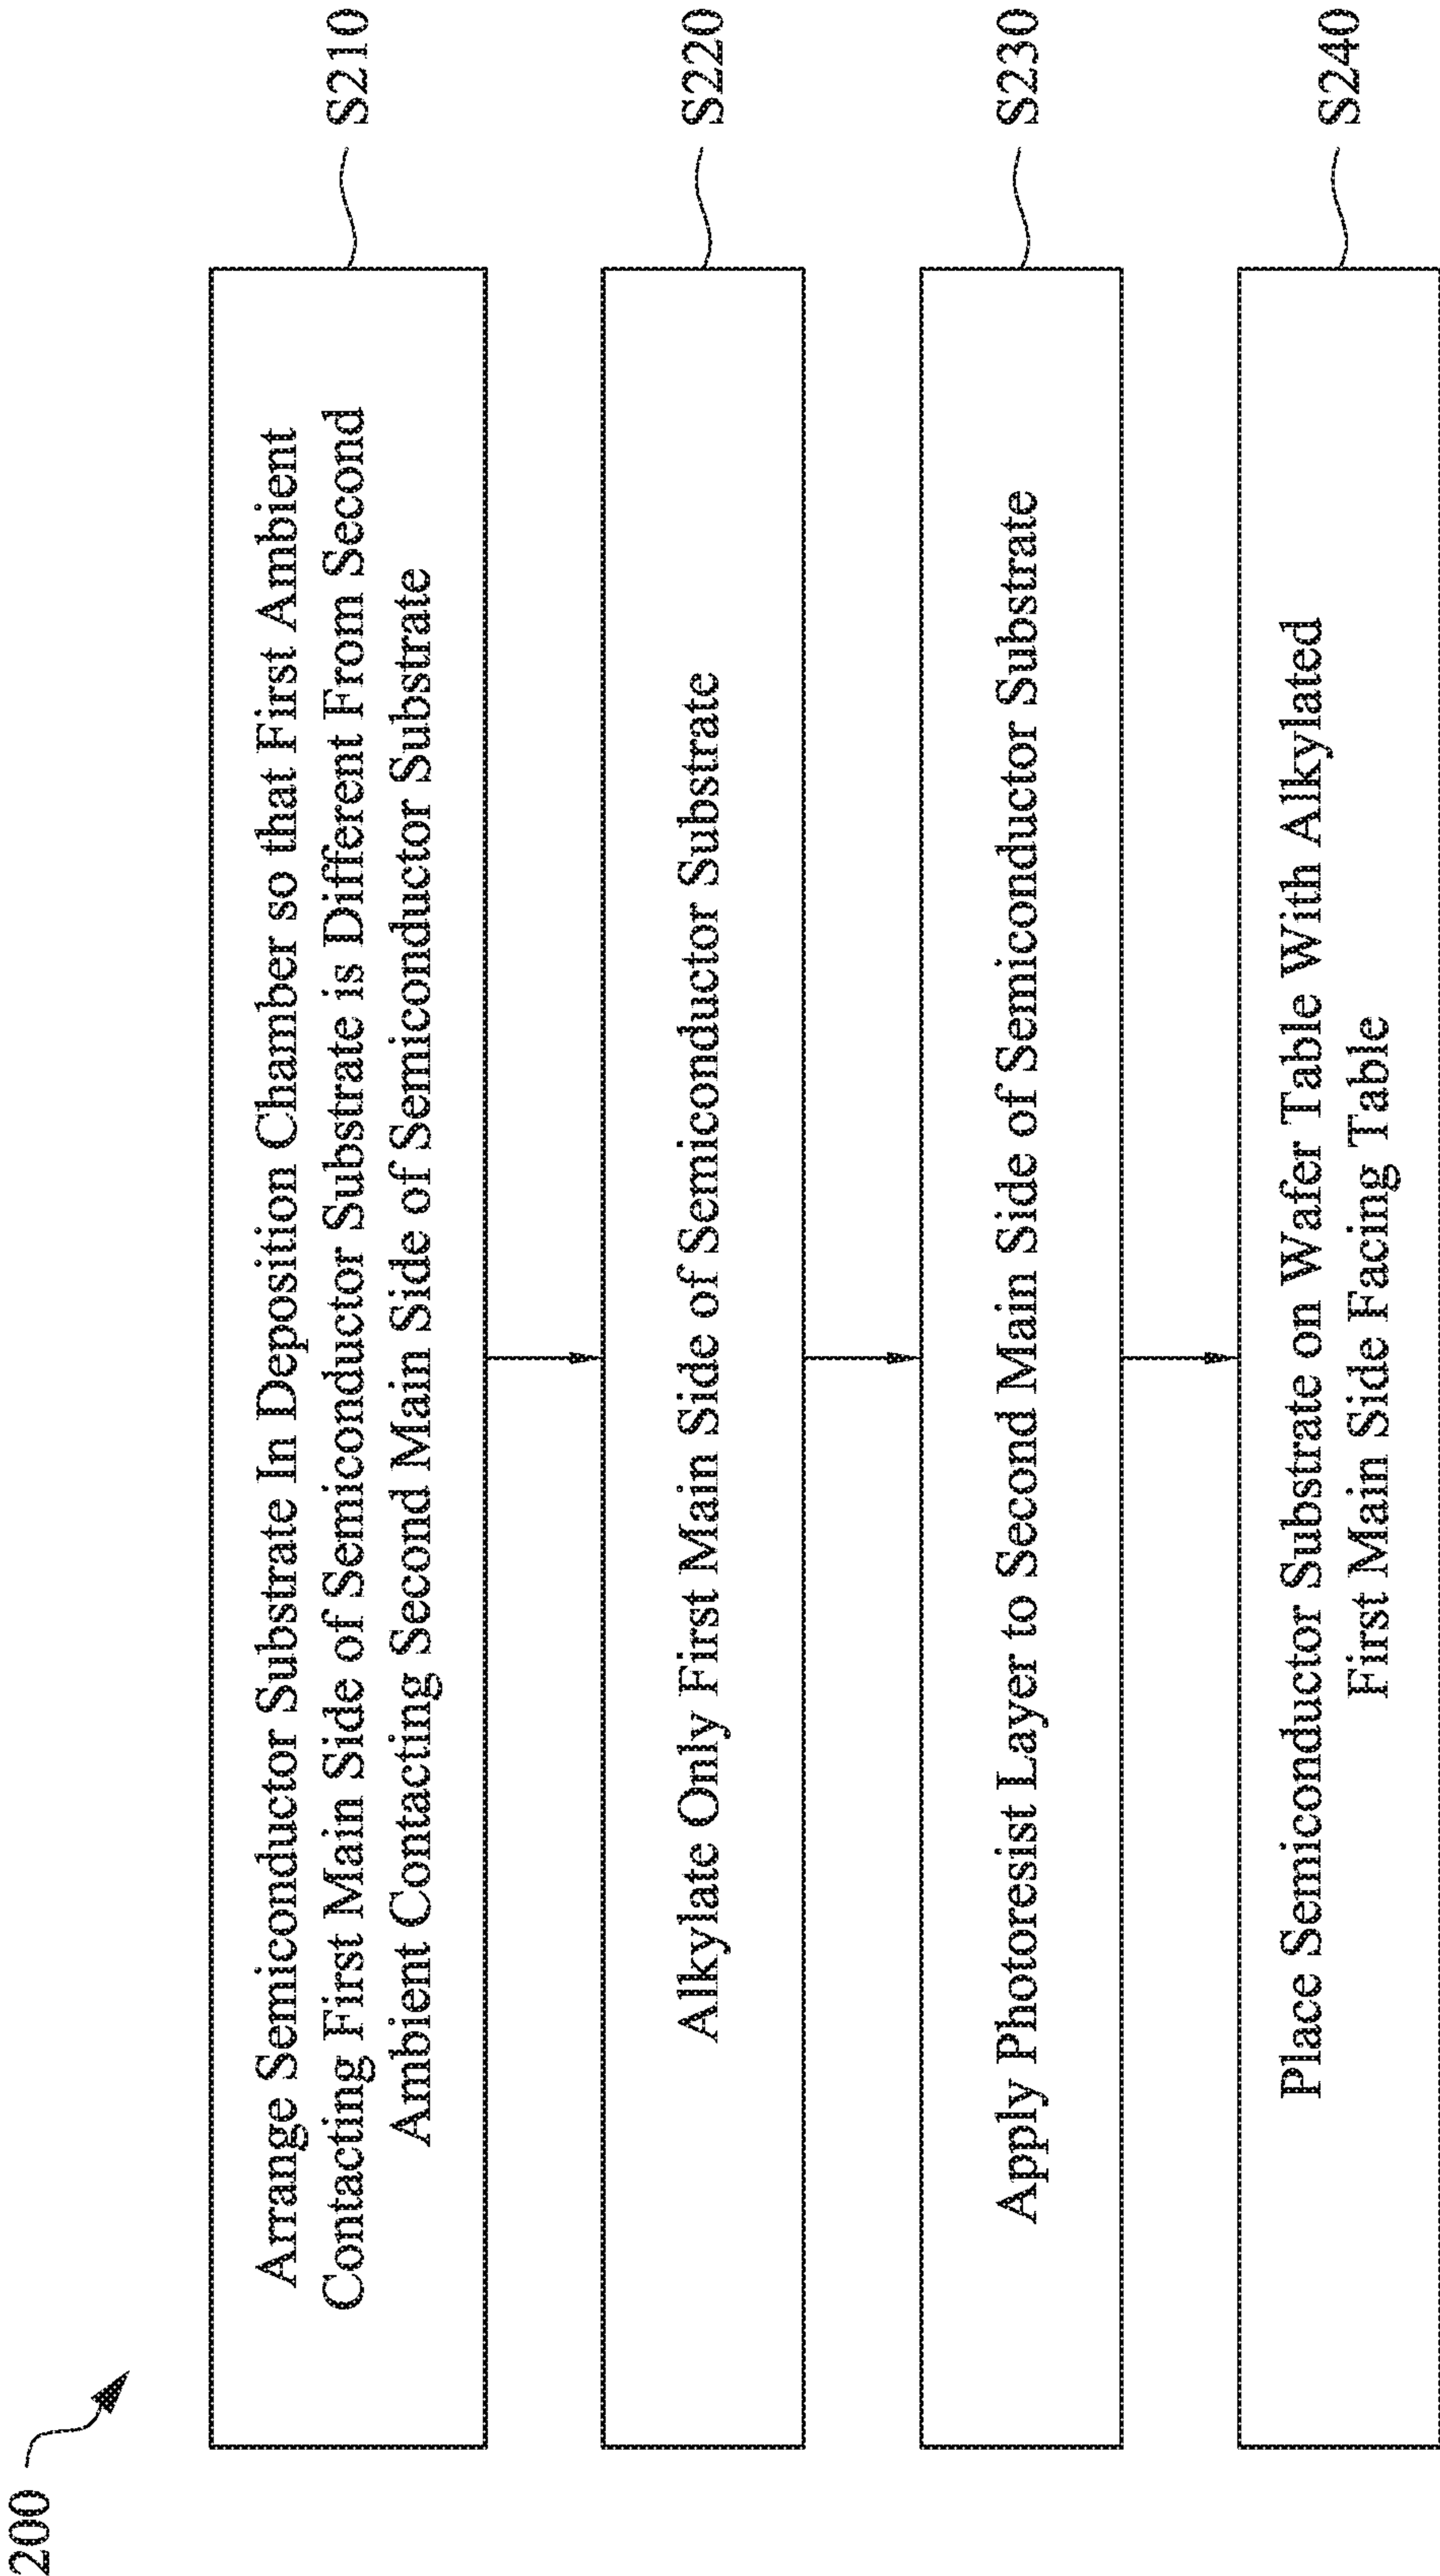 200
Arrange Semiconductor Substrate In Deposition Chamber so that First Ambient
Contacting First Main Side of Semiconductor Substrate is Different From Second
Ambient Contacting Second Main Side of Semiconductor Substrate
S210
Alkylate Only First Main Side of Semiconductor Substrate
S220
Apply Photoresist Layer to Second Main Side of Semiconductor Substrate
S230
Place Semiconductor Substrate on Wafer Table With Alkylated
First Main Side Facing Table
S240